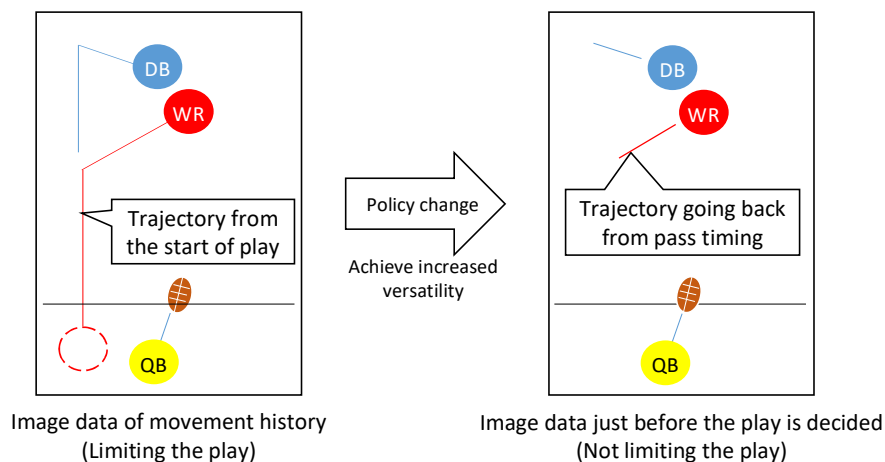 DB
WR
Trajectory from
the start of play
QB
Image data of movement history
(Limiting the play)
Policy change
Achieve increased
versatility
DB
WR
Trajectory going back
from pass timing
QB
Image data just before the play is decided
(Not limiting the play)